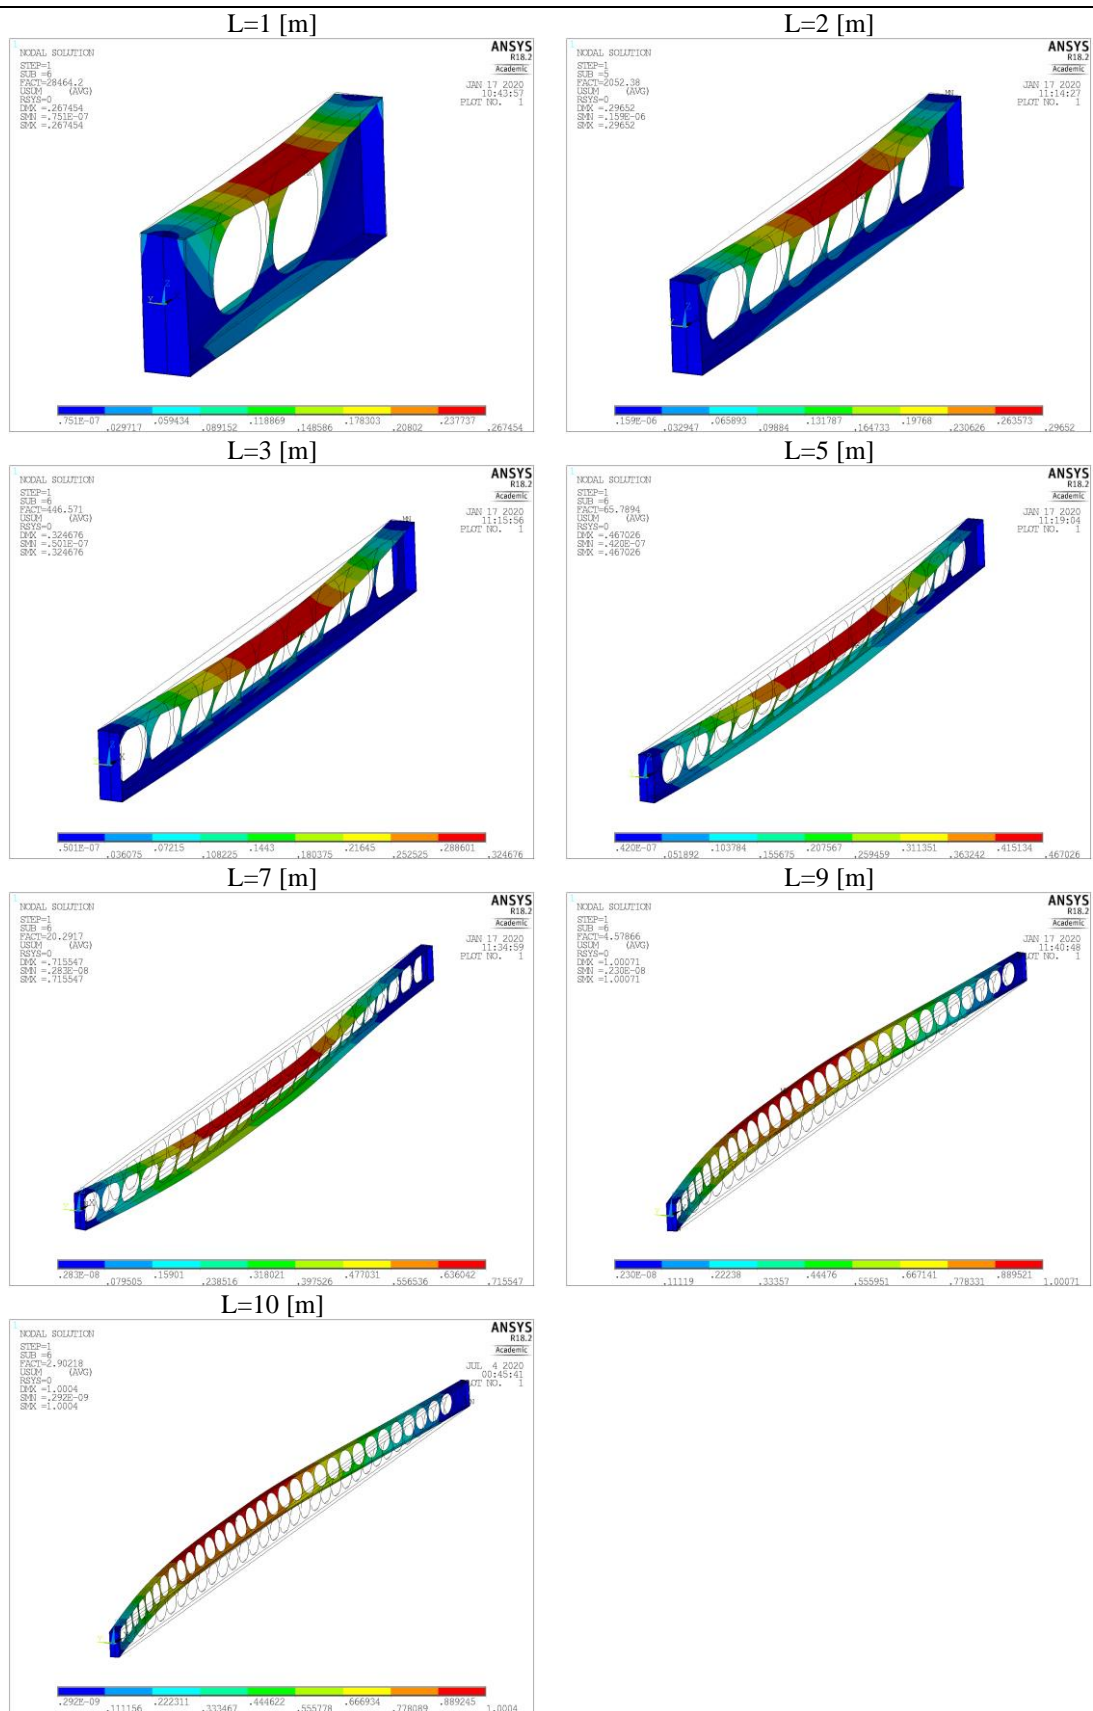 L=1 [m]
1
NODAL SOLUTION
STEP=1
SUB =6
FACT=28464.2
USUM (AVG)
RSYS=0
DMX =.267454
SMN =.751E-07
SMX =.267454
ANSYS
R18.2
Academic
JAN 17 2020
10:43:57
PLOT NO. 1
Y Z
.751E-07 .059434 .118869 .178303 .237737
.029717 .089152 .148586 .20802 .267454
L=2 [m]
1
NODAL SOLUTION
STEP=1
SUB =5
FACT=2052.38
USUM (AVG)
RSYS=0
DMX =.29652
SMN =.159E-06
SMX =.29652
ANSYS
R18.2
Academic
JAN 17 2020
11:14:27
PLOT NO. 1
MN
Z
.159E-06 .065893 .131787 .19768 .263573
.032947 .09884 .164733 .230626 .29652
L=3 [m]
1
NODAL SOLUTION
STEP=1
SUB =6
FACT=446.571
USUM (AVG)
RSYS=0
DMX =.324676
SMN =.501E-07
SMX =.324676
ANSYS
R18.2
Academic
JAN 17 2020
11:15:56
PLOT NO. 1
MN
Z X
.501E-07 .07215 .1443 .21645 .288601
.036075 .108225 .180375 .252525 .324676
L=5 [m]
1
NODAL SOLUTION
STEP=1
SUB =6
FACT=65.7894
USUM (AVG)
RSYS=0
DMX =.467026
SMN =.420E-07
SMX =.467026
ANSYS
R18.2
Academic
JAN 17 2020
11:19:04
PLOT NO. 1
Z
.420E-07 .103784 .207567 .311351 .415134
.051892 .155675 .259459 .363242 .467026
L=7 [m]
1
NODAL SOLUTION
STEP=1
SUB =6
FACT=20.2917
USUM (AVG)
RSYS=0
DMX =.715547
SMN =.283E-08
SMX =.715547
ANSYS
R18.2
Academic
JAN 17 2020
11:34:59
PLOT NO. 1
Y X
.283E-08 .15901 .318021 .477031 .636042
.079505 .238516 .397526 .556536 .715547
L=9 [m]
1
NODAL SOLUTION
STEP=1
SUB =6
FACT=4.57866
USUM (AVG)
RSYS=0
DMX =1.00071
SMN =.230E-08
SMX =1.00071
ANSYS
R18.2
Academic
JAN 17 2020
11:40:48
LOT NO. 1
Z
.230E-08 .22238 .44476 .667141 .889521
.11119 .33357 .555951 .778331 1.00071
L=10 [m]
1
NODAL SOLUTION
STEP=1
SUB =6
FACT=2.90218
USUM (AVG)
RSYS=0
DMX =1.0004
SMN =.292E-09
SMX =1.0004
ANSYS
R18.2
Academic
JUL 4 2020
00:45:41
LOT NO. 1
Y
.292E-09 .222311 .444622 .666934 .889245
.111156 .333467 .555778 .778089 1.0004